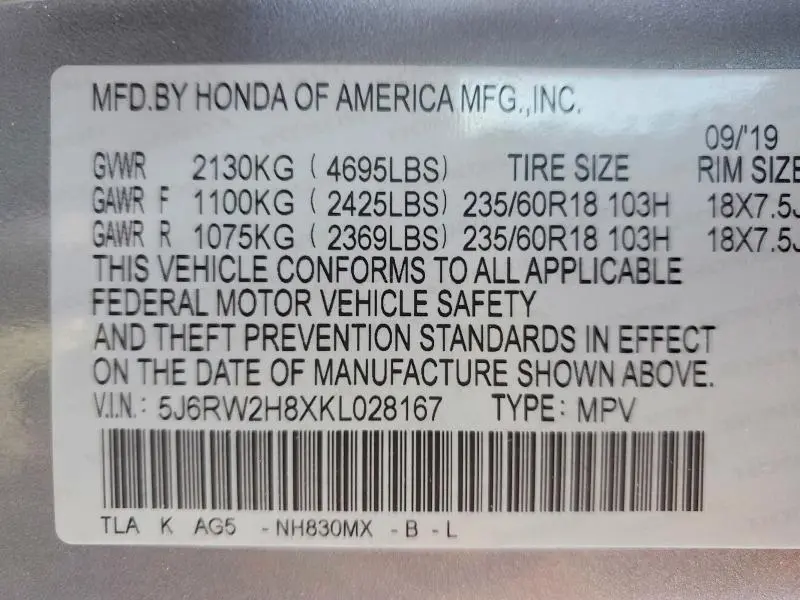 MFD.BY HONDA OF AMERICA MFG.,INC.
09/'19
GVWR 2130KG ( 4695LBS) TIRE SIZE RIM SIZE
GAWR F 1100KG ( 2425LBS) 235/60R18 103H 18X7.5J
GAWR R 1075KG ( 2369LBS) 235/60R18 103H 18X7.5J
THIS VEHICLE CONFORMS TO ALL APPLICABLE
FEDERAL MOTOR VEHICLE SAFETY
AND THEFT PREVENTION STANDARDS IN EFFECT
ON THE DATE OF MANUFACTURE SHOWN ABOVE.
V.I.N.: 5J6RW2H8XKL028167 TYPE: MPV
TLA K AG5 -NH830MX -B -L